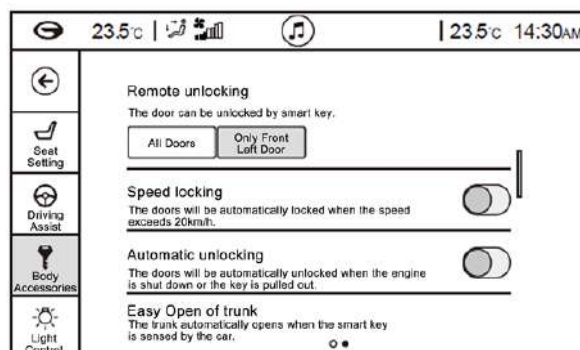 23.5°C 23.5°C 14:30AM
Remote unlocking
The door can be unlocked by smart key.
All Doors
Only Front
Left Door
Seat
Setting
Speed locking
The doors will be automatically locked when the speed
exceeds 20km/h.
Driving
Assist
Automatic unlocking
The doors will be automatically unlocked when the engine
is shut down or the key is pulled out.
Body
Accessories
Easy Open of trunk
The trunk automatically opens when the smart key
is sensed by the car.
Light
Control